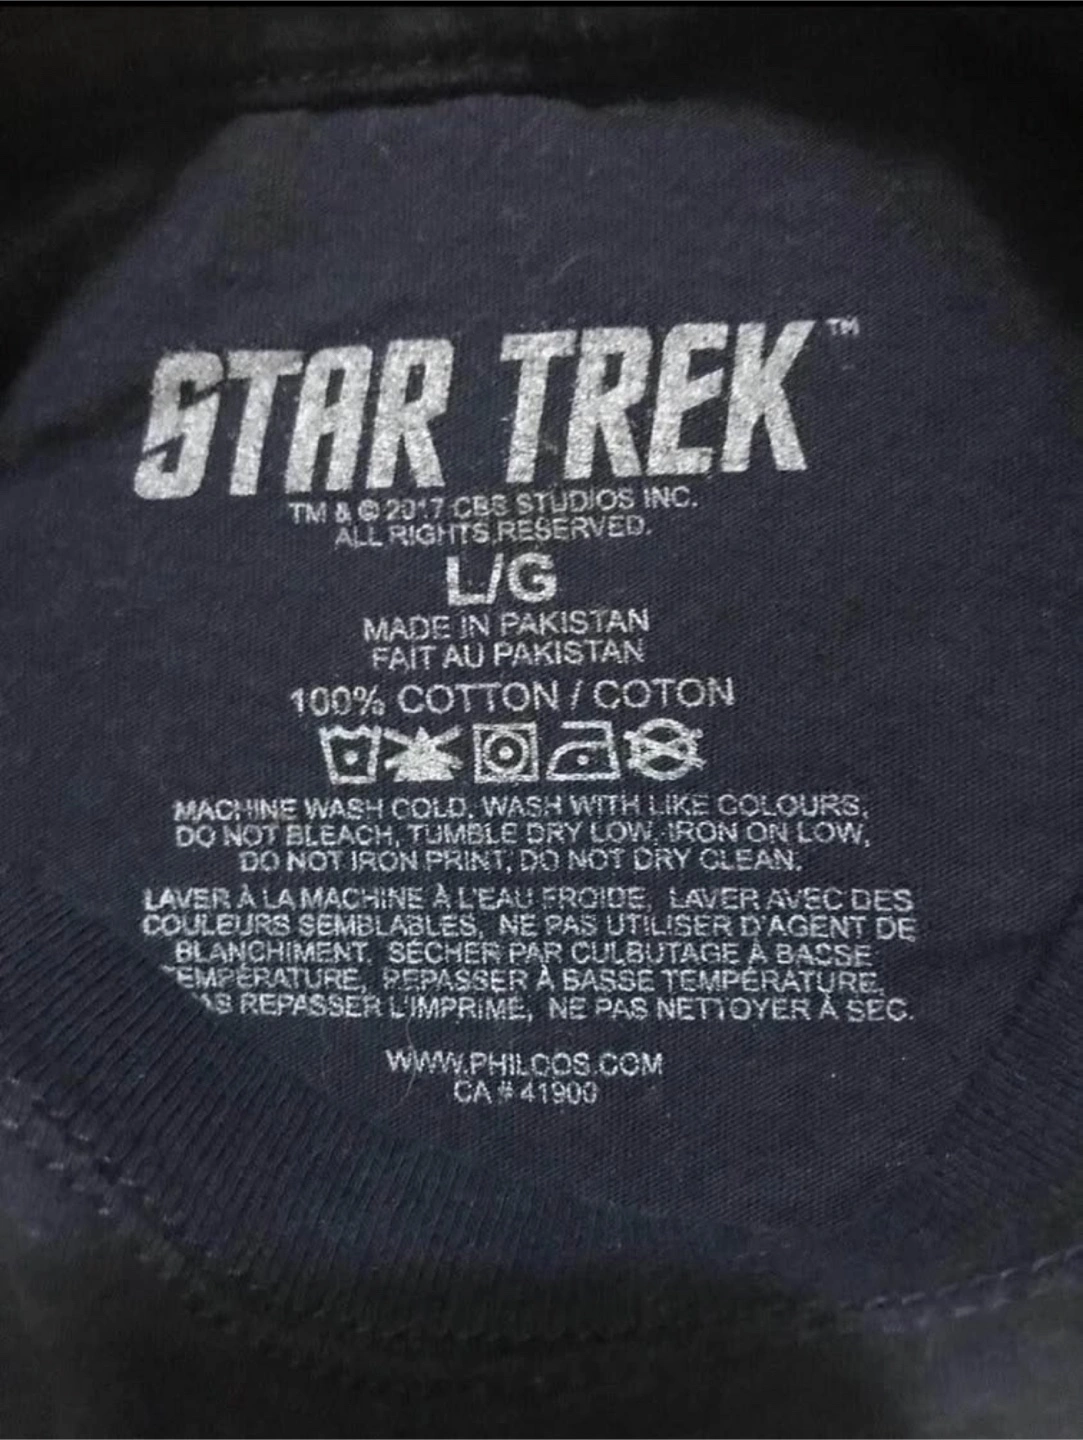 STAR TREK™
TM & © 2017 CBS STUDIOS INC.
ALL RIGHTS RESERVED.
L/G
MADE IN PAKISTAN
FAIT AU PAKISTAN
100% COTTON / COTON
MACHINE WASH COLD, WASH WITH LIKE COLOURS,
DO NOT BLEACH, TUMBLE DRY LOW, IRON ON LOW,
DO NOT IRON PRINT, DO NOT DRY CLEAN.
LAVER À LA MACHINE À L'EAU FROIDE, LAVER AVEC DES
COULEURS SEMBLABLES, NE PAS UTILISER D'AGENT DE
BLANCHIMENT. SÉCHER PAR CULBUTAGE À BASSE
TEMPÉRATURE, REPASSER À BASSE TEMPÉRATURE,
REPASSER L'IMPRIMÉ, NE PAS NETTOYER À SEC.
WWW.PHILCOS.COM
CA # 41900